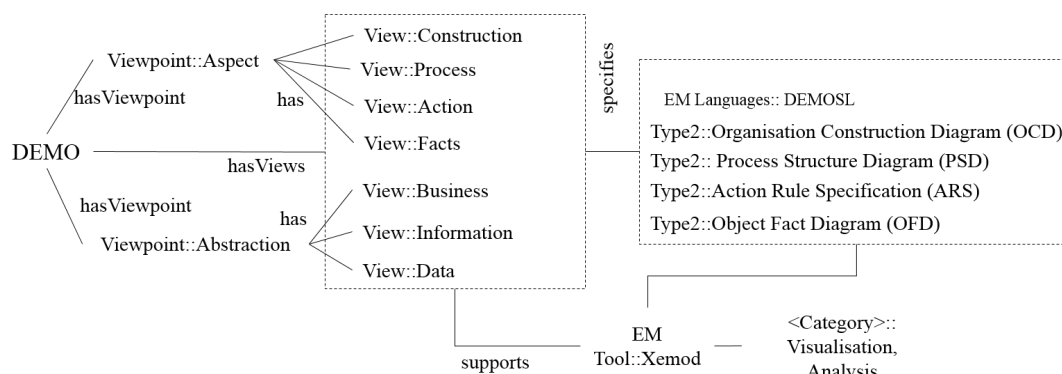 View::Construction
Viewpoint::Aspect
View::Process
hasViewpoint
has
View::Action
View::Facts
DEMO
hasViews
View::Business
hasViewpoint
has
Viewpoint::Abstraction
View::Information
View::Data
specifies
EM Languages:: DEMOSL
Type2::Organisation Construction Diagram (OCD)
Type2:: Process Structure Diagram (PSD)
Type2::Action Rule Specification (ARS)
Type2::Object Fact Diagram (OFD)
supports
EM
Tool::Xemod
<Category>::
Visualisation,
Analysis